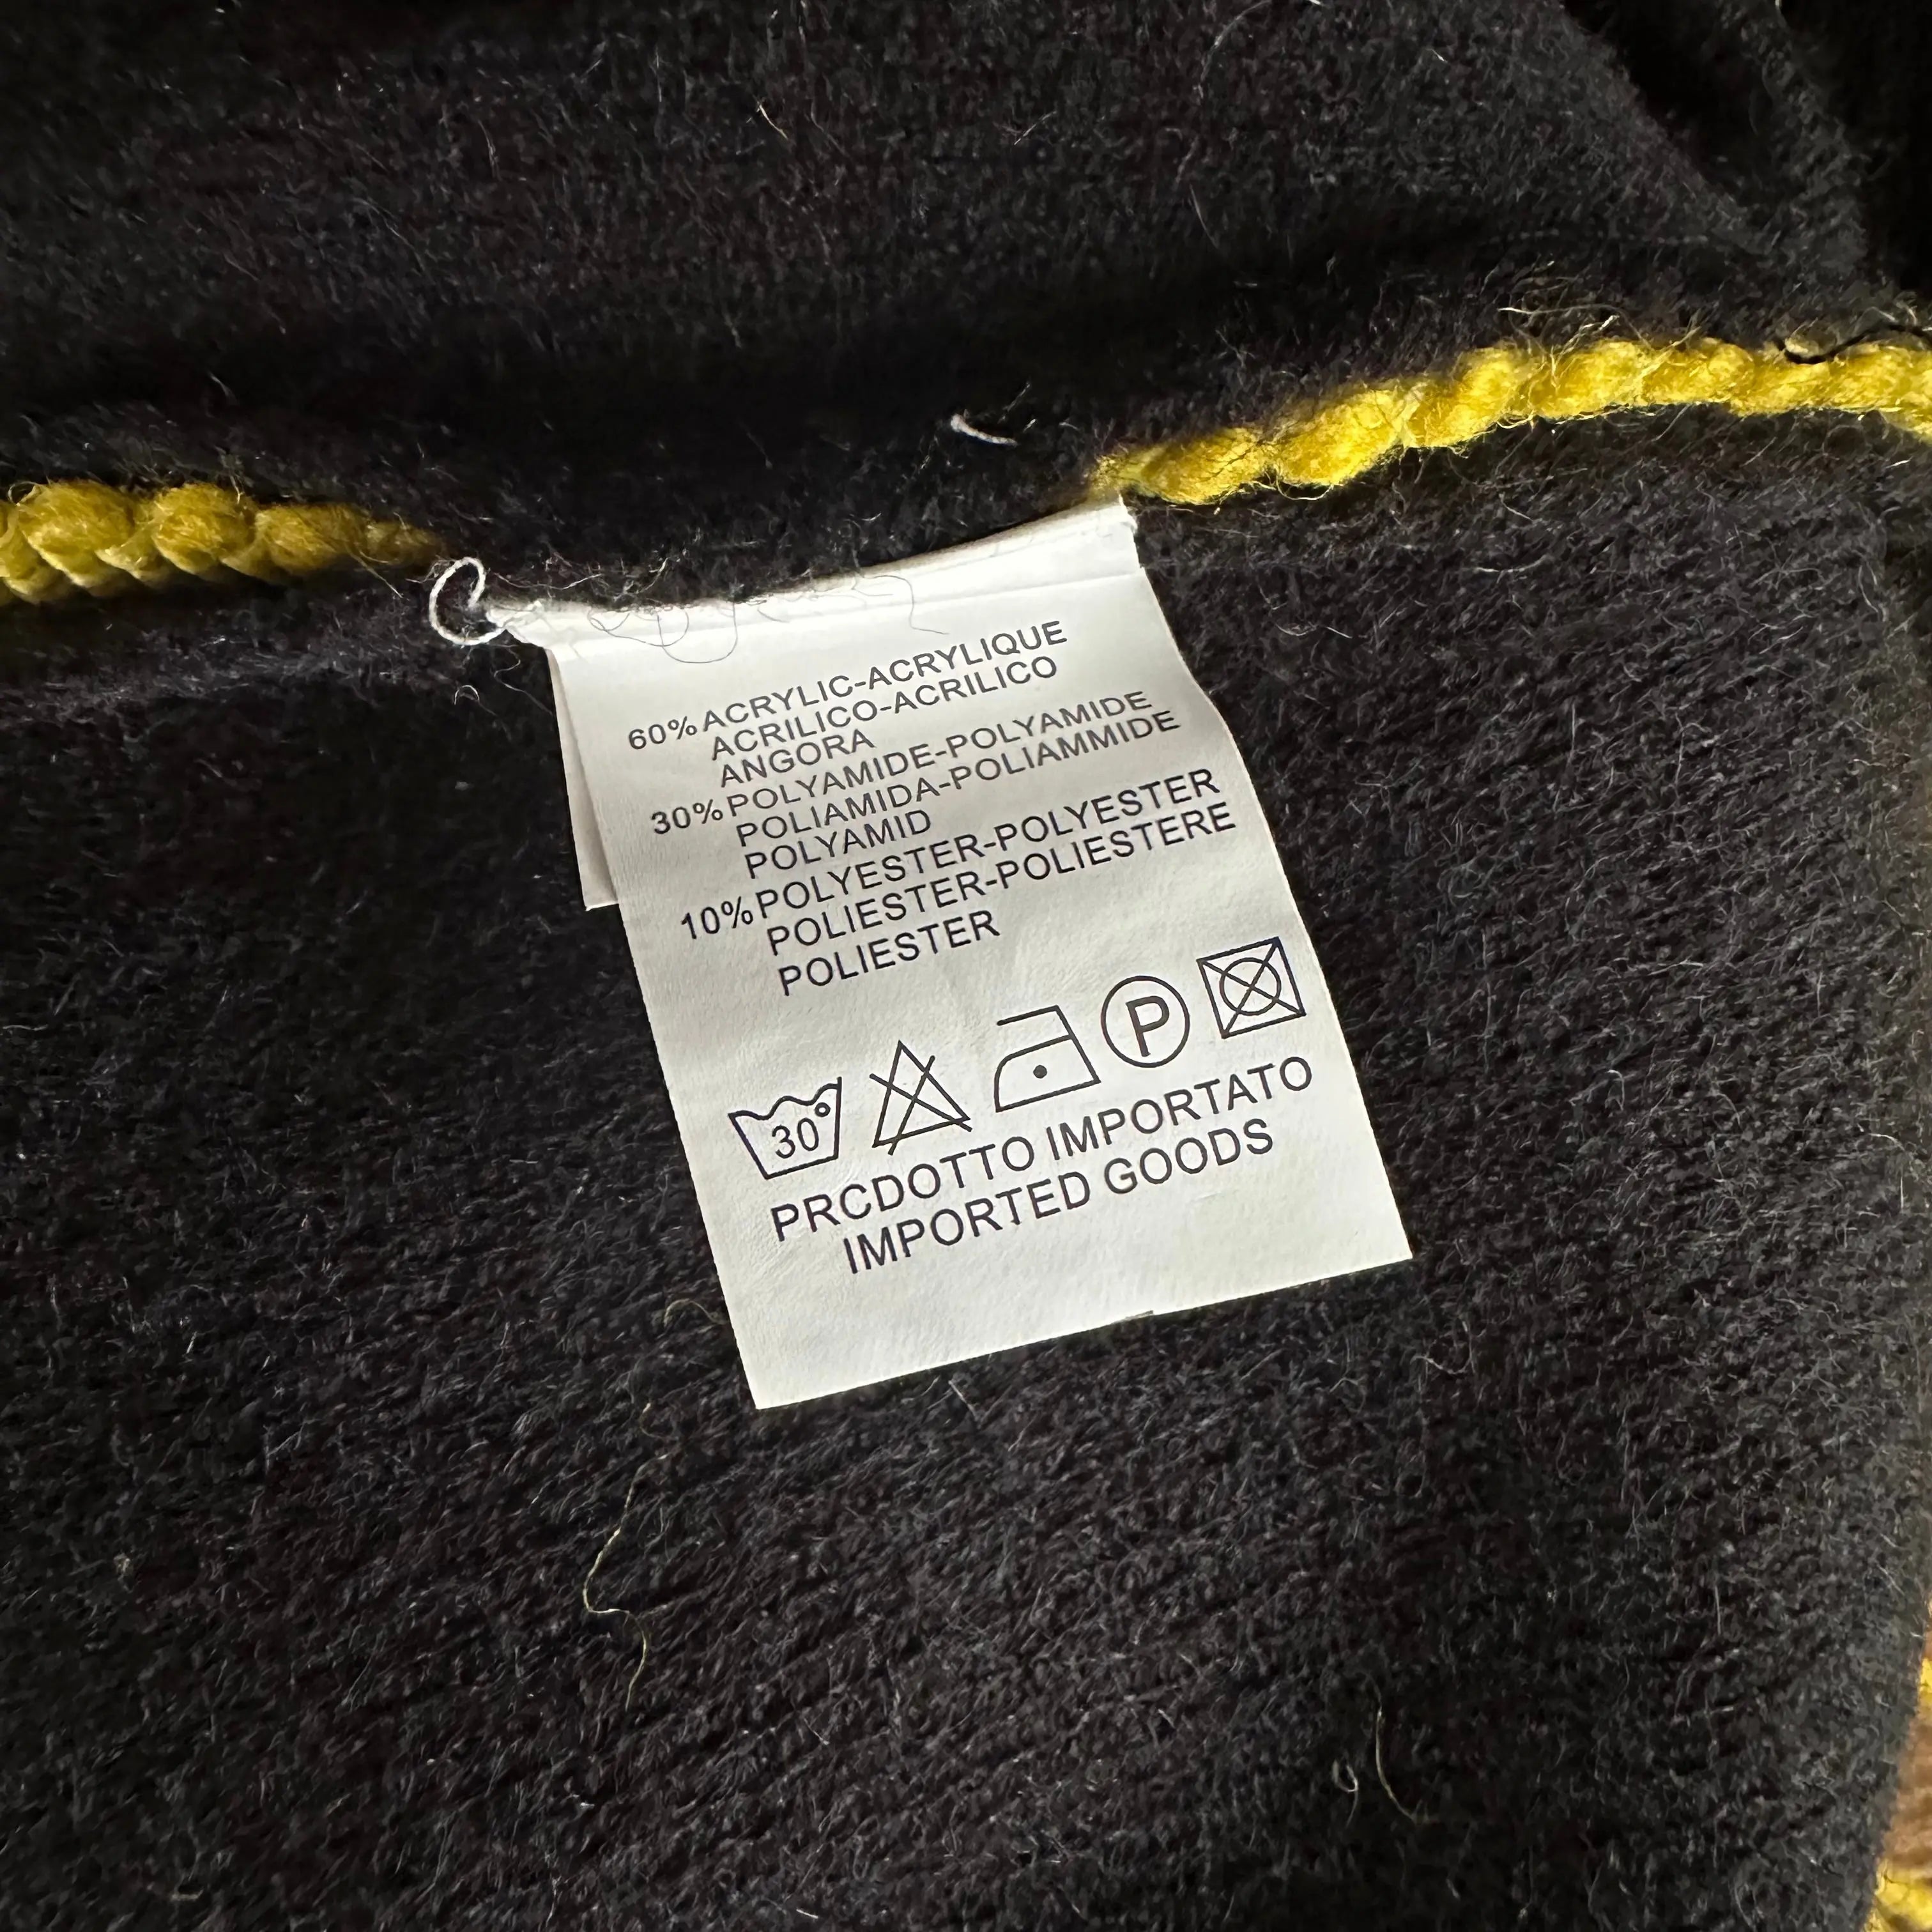 60% ACRYLIC-ACRYLIQUE
ACRILICO-ACRILICO
ANGORA
30% POLYAMIDE-POLYAMIDE
POLIAMIDA-POLIAMMIDE
POLYAMID
10% POLYESTER-POLYESTER
POLIESTER-POLIESTERE
POLIESTER
30° P
PRCDOTTO IMPORTATO
IMPORTED GOODS